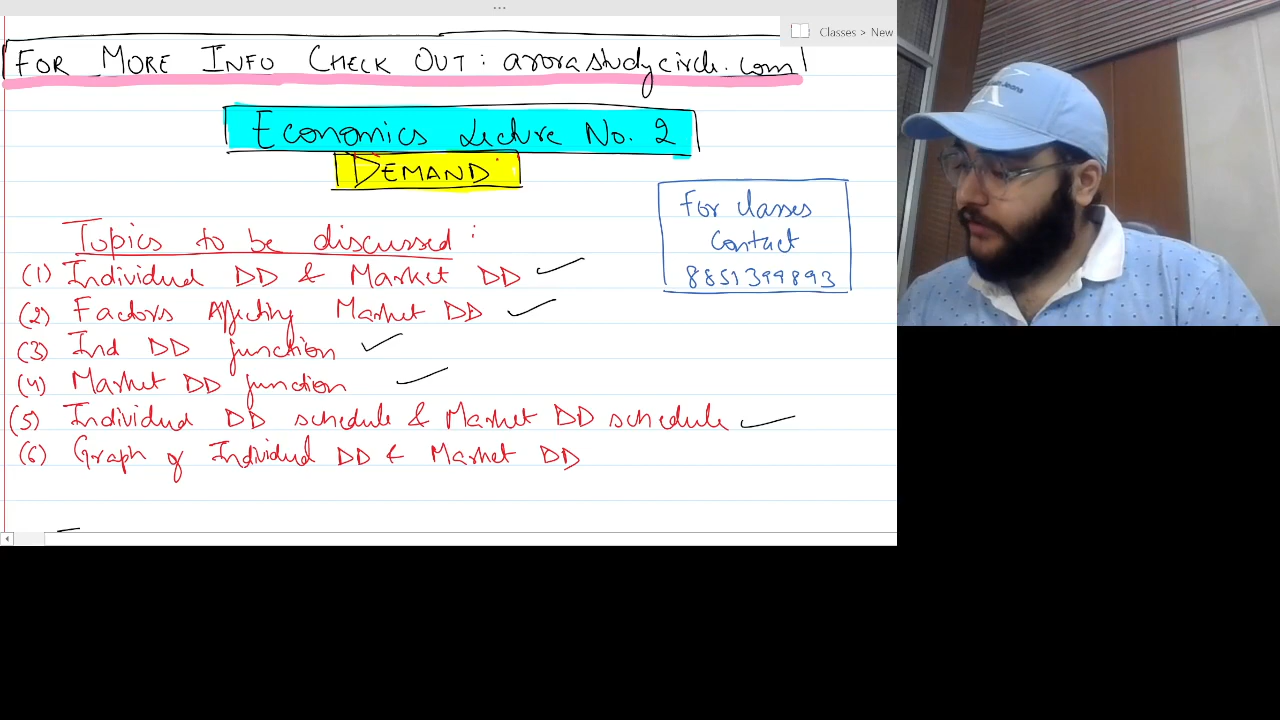 Classes > New
FOR MORE INFO CHECK OUT: arorastudycircle.com
Economics Lecture No. 2
DEMAND
For classes
Contact
8851399893
Topics to be discussed:
(1) Individual DD & Market DD
(2) Factors Affecting Market DD
(3) Ind DD function
(4) Market DD function
(5) Individual DD schedule & Market DD schedule
(6) Graph of Individual DD & Market DD